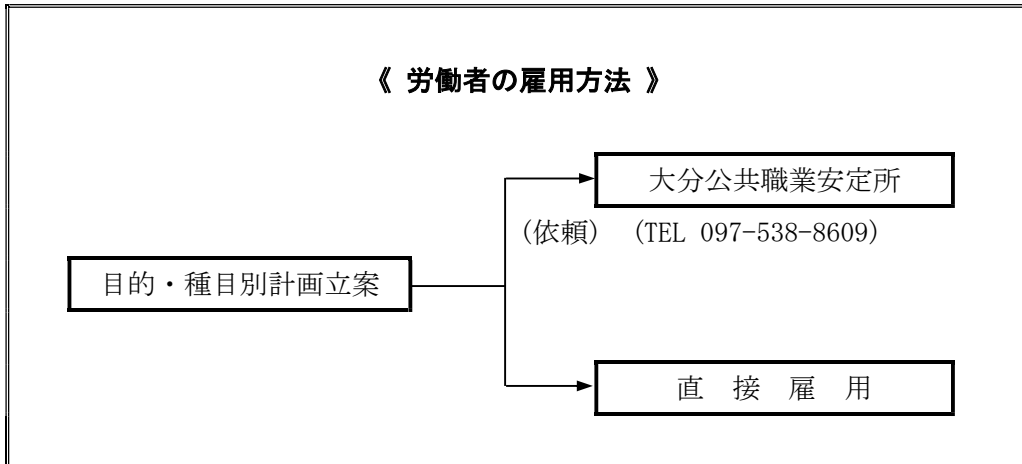 《 労働者の雇用方法 》
大分公共職業安定所
(依頼) (TEL 097-538-8609)
目的・種目別計画立案
直 接 雇 用